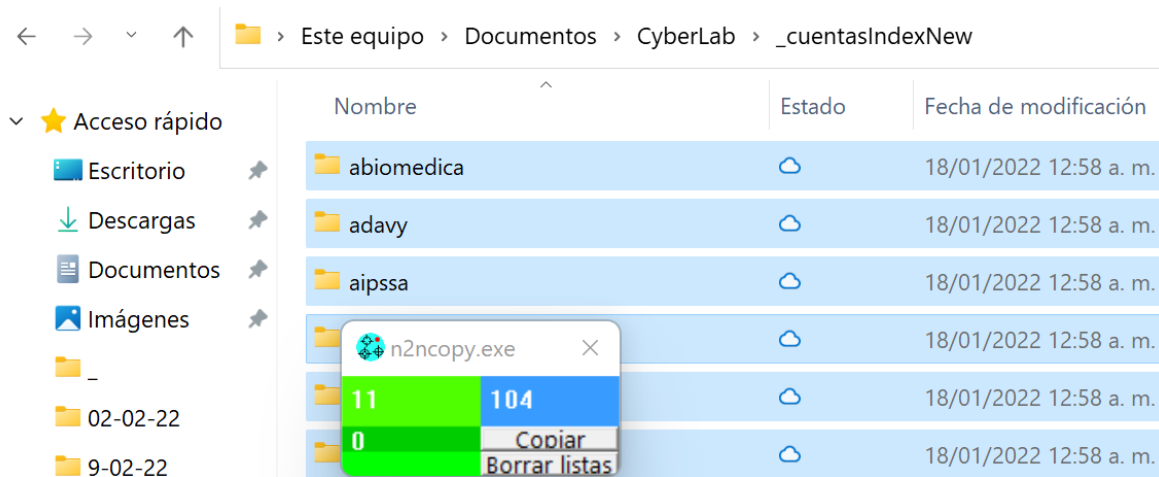 Este equipo > Documentos > CyberLab > _cuentasIndexNew
Nombre Estado Fecha de modificación
Acceso rápido
Escritorio
Descargas
Documentos
Imágenes
_
02-02-22
9-02-22
abiomedica 18/01/2022 12:58 a. m.
adavy 18/01/2022 12:58 a. m.
aipssa 18/01/2022 12:58 a. m.
18/01/2022 12:58 a. m.
18/01/2022 12:58 a. m.
18/01/2022 12:58 a. m.
n2ncopy.exe
11 104
0 Copiar
Borrar listas